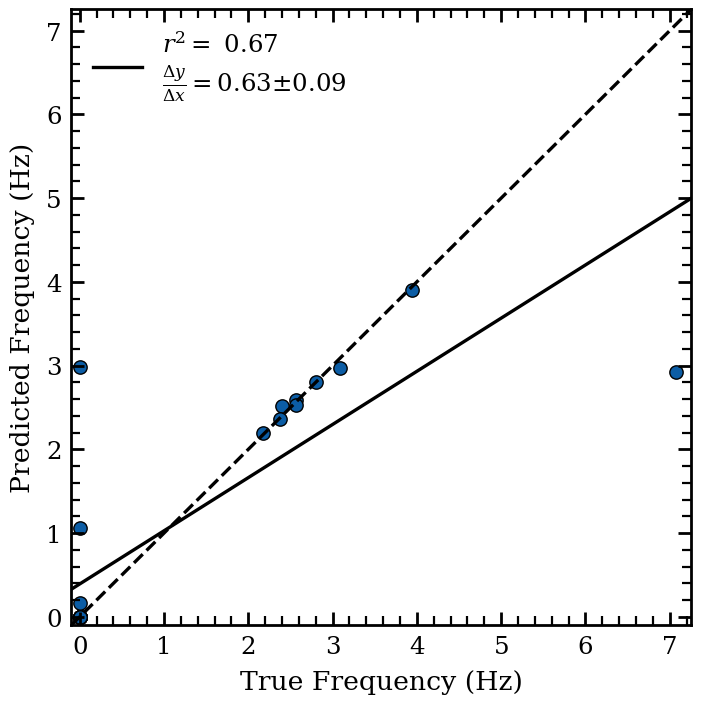 7
6
5
4
3
2
1
0
Predicted Frequency (Hz)
r² = 0.67
Δy/Δx = 0.63±0.09
0 1 2 3 4 5 6 7
True Frequency (Hz)